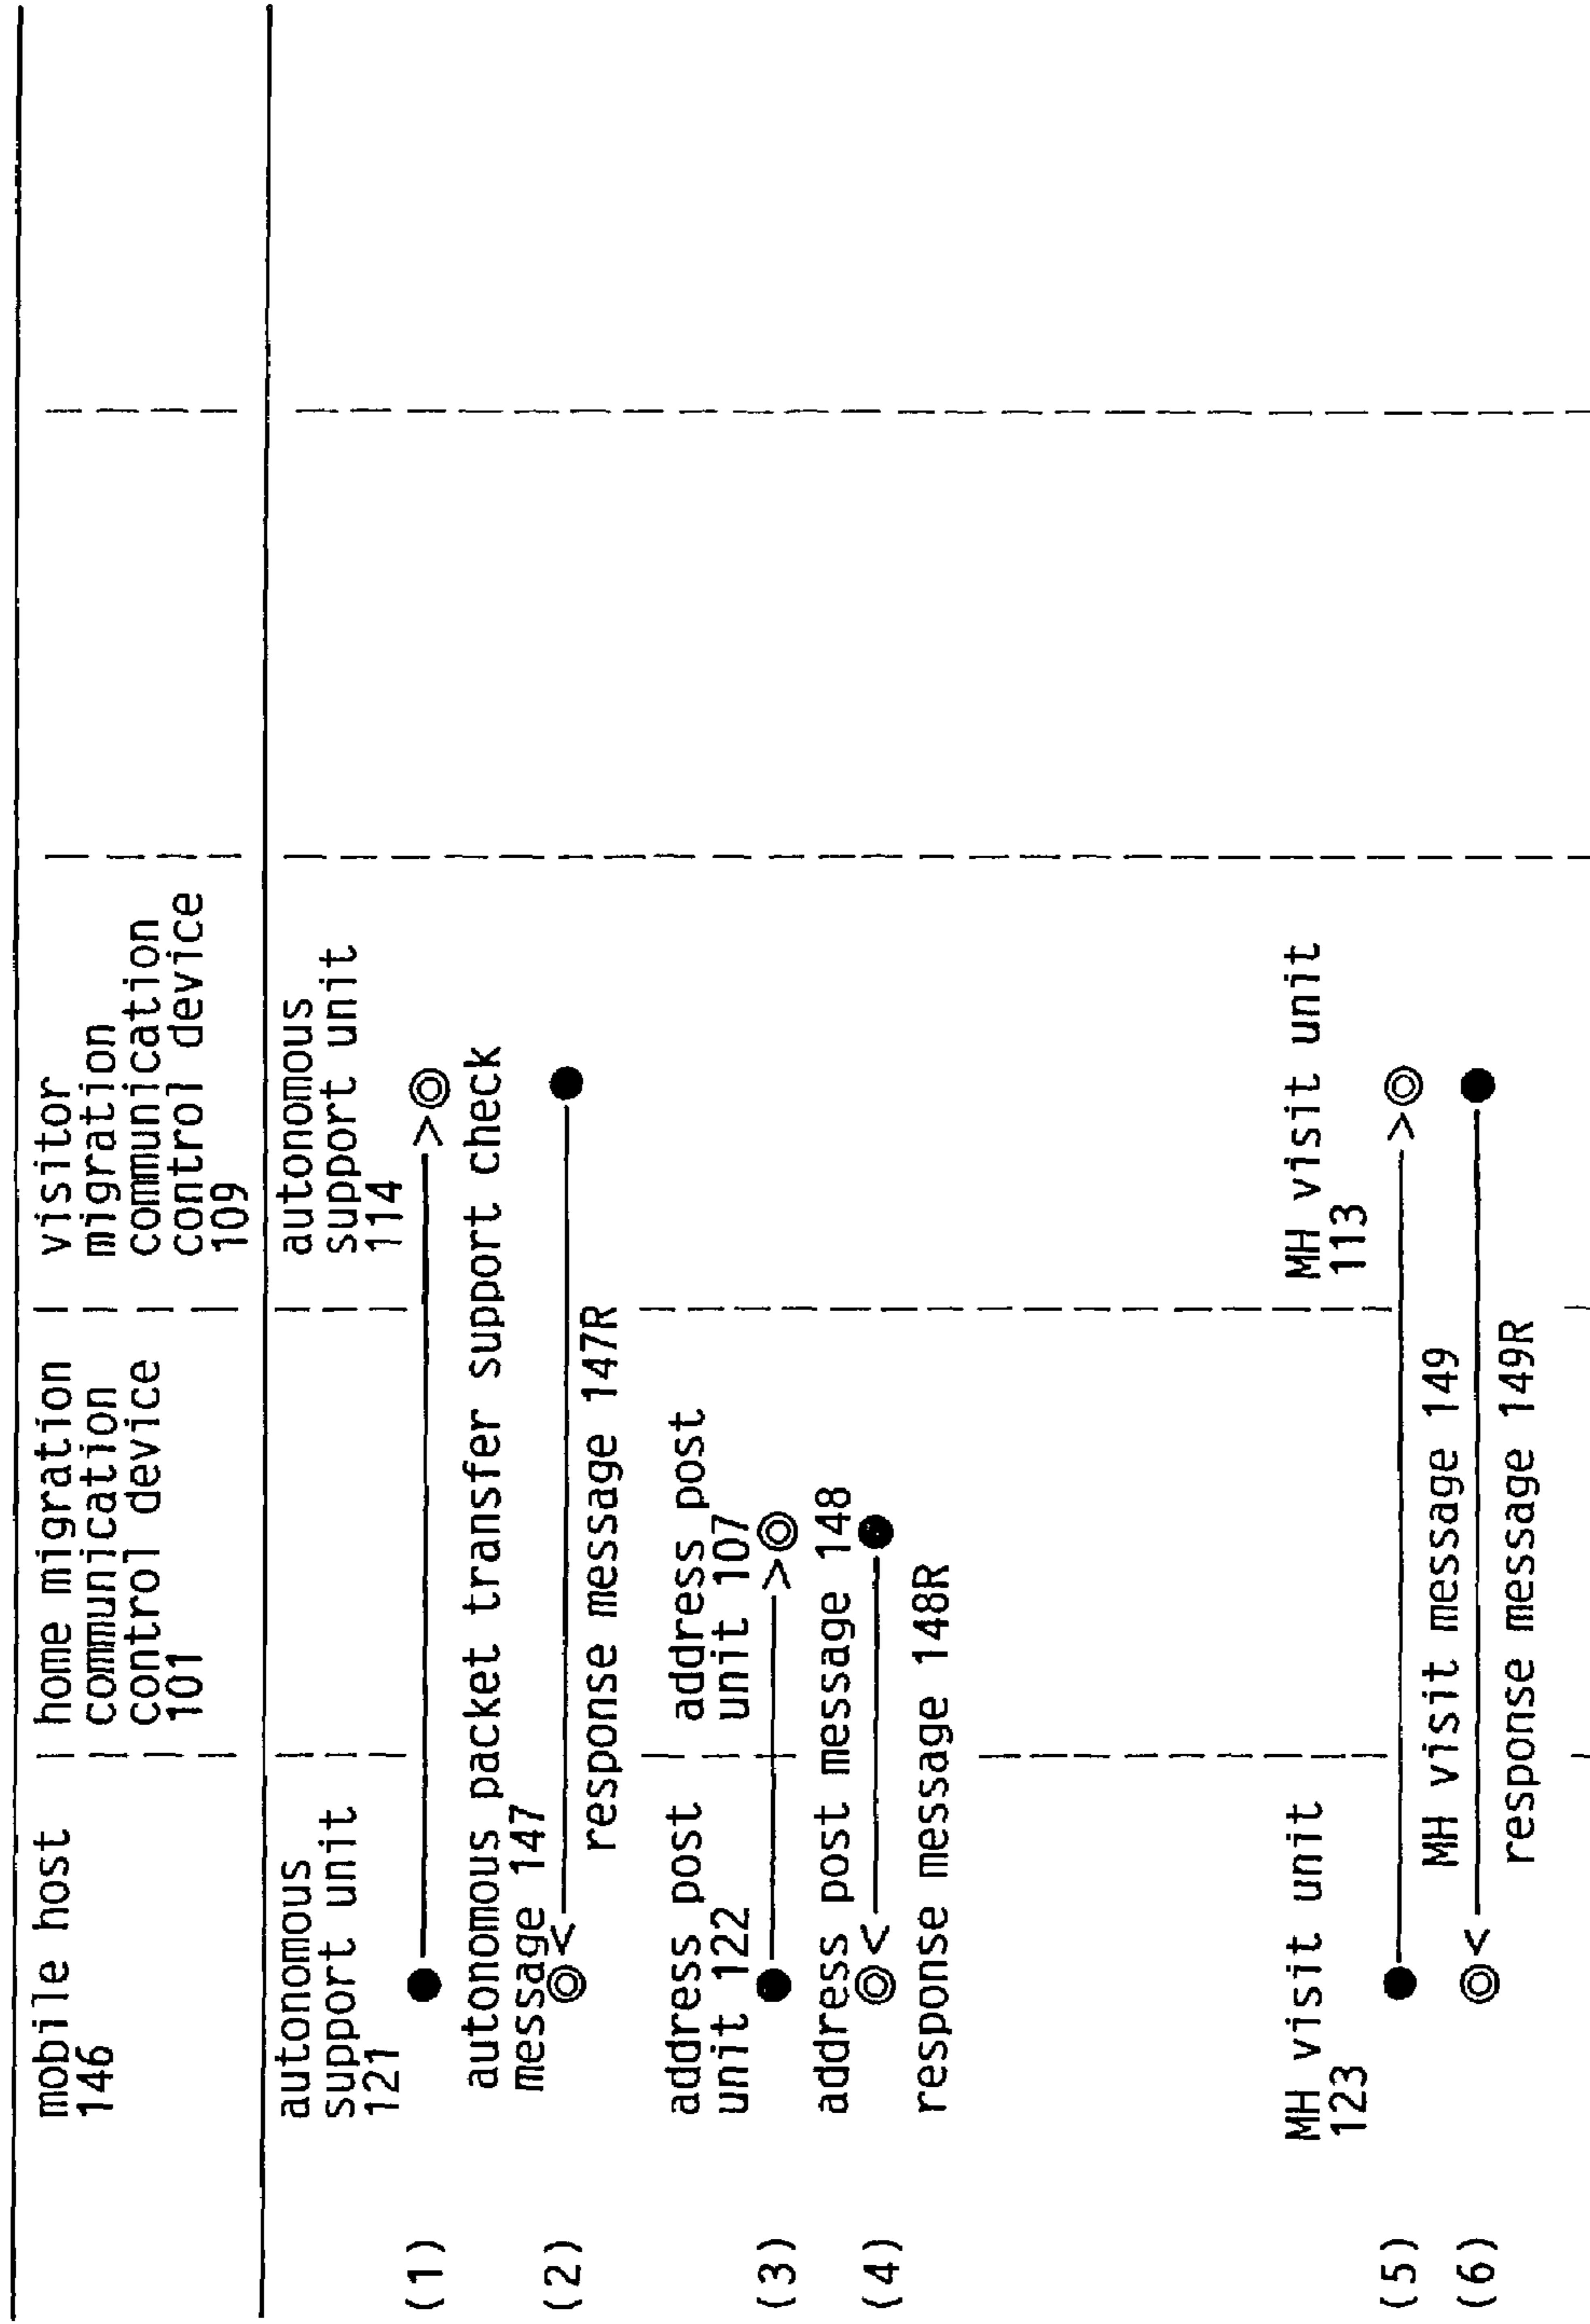 mobile host
146
home migration
communication
control device
101
visitor
migration
communication
control device
109
autonomous
support unit
121
autonomous
support unit
114
(1)
autonomous packet transfer support check
message 147
(2)
response message 147R
address post
unit 122
address post
unit 107
(3)
address post message 148
(4)
response message 148R
MH visit unit
123
MH visit unit
113
(5)
MH visit message 149
(6)
response message 149R